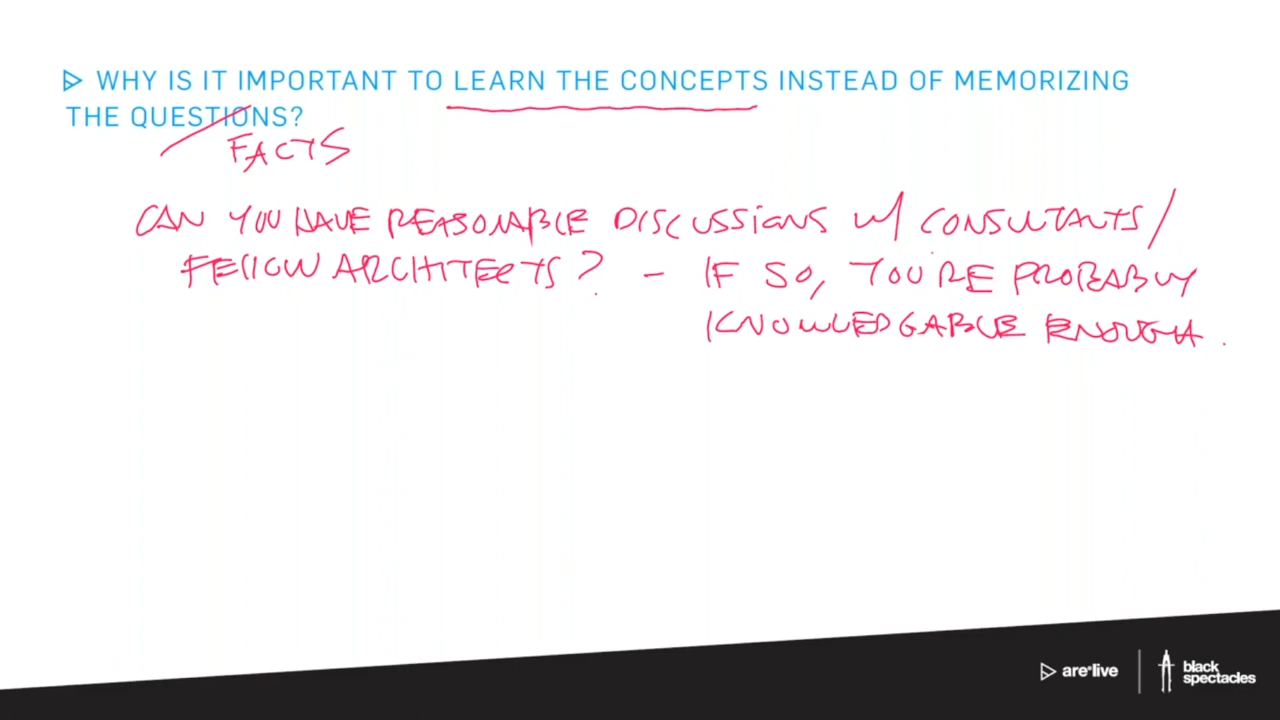 WHY IS IT IMPORTANT TO LEARN THE CONCEPTS INSTEAD OF MEMORIZING
THE QUESTIONS?
FACTS
CAN YOU HAVE REASONABLE DISCUSSIONS W/ CONSULTANTS/
FELLOW ARCHITECTS? - IF SO, YOU'RE PROBABLY
KNOWLEDGABLE ENOUGH.
are*live
black
spectacles